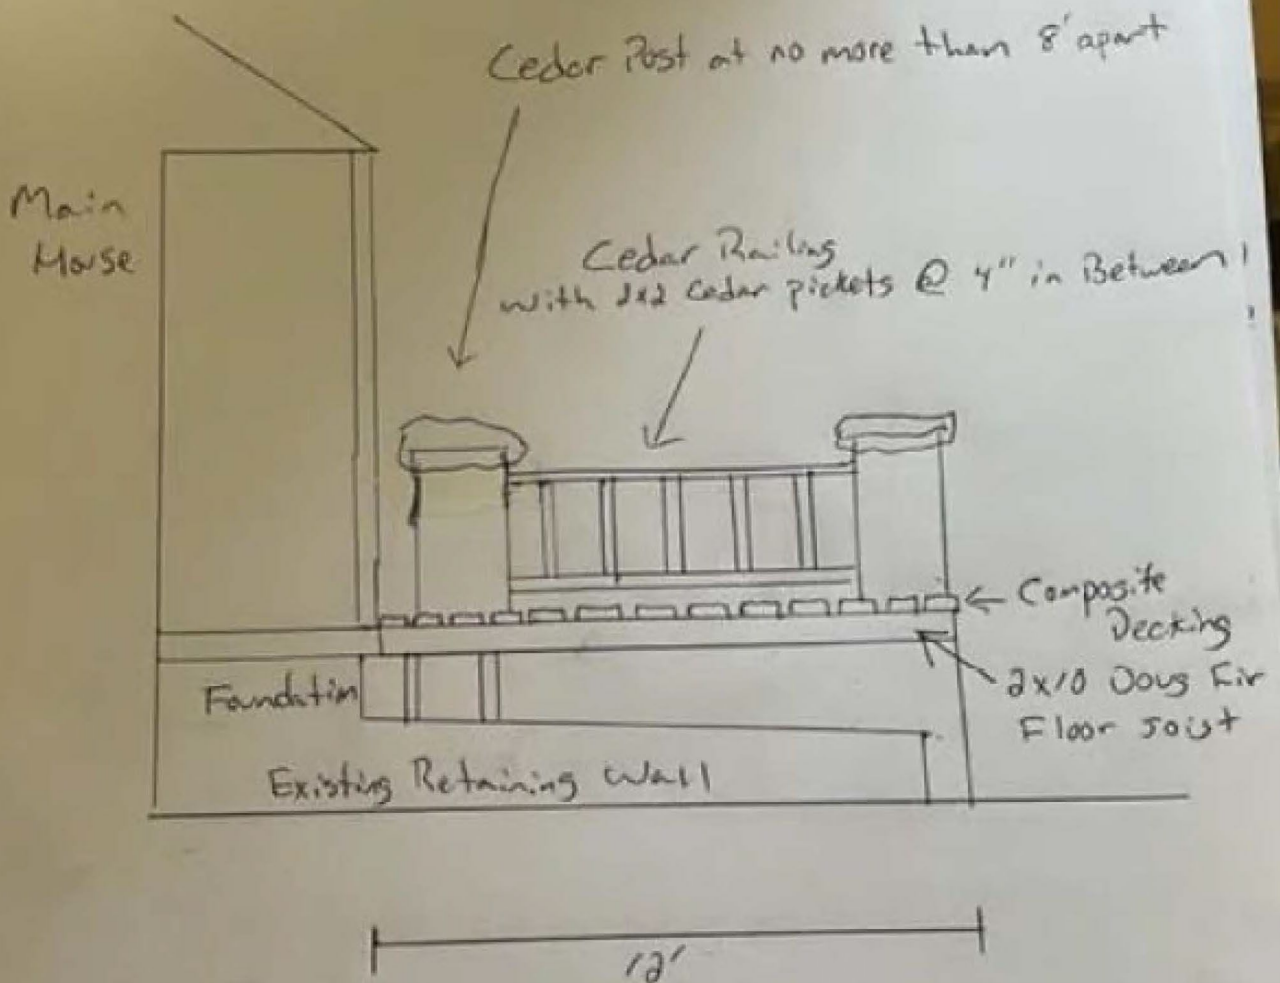 Cedar Post at no more than 8' apart
Main
House
Cedar Railing
with 2x2 Cedar pickets @ 4" in Between
Composite
Decking
2x10 Doug Fir
Floor Joist
Foundation
Existing Retaining Wall
12'